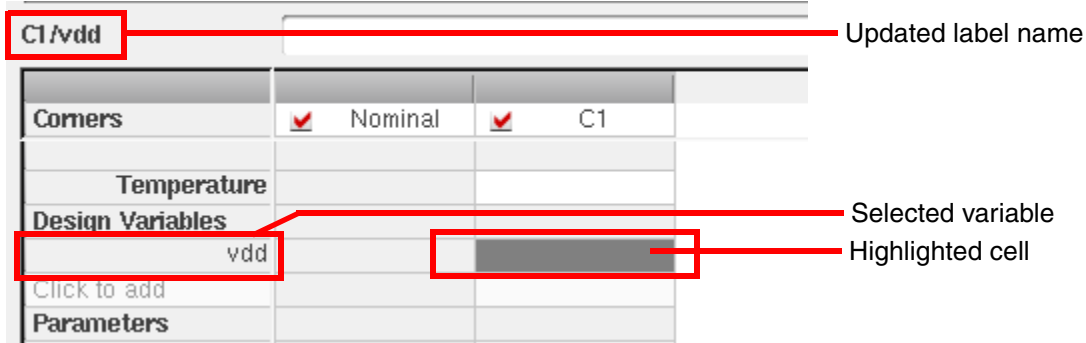 C1/vdd
Updated label name
Corners Nominal C1
Temperature
Design Variables
Selected variable
vdd
Highlighted cell
Click to add
Parameters